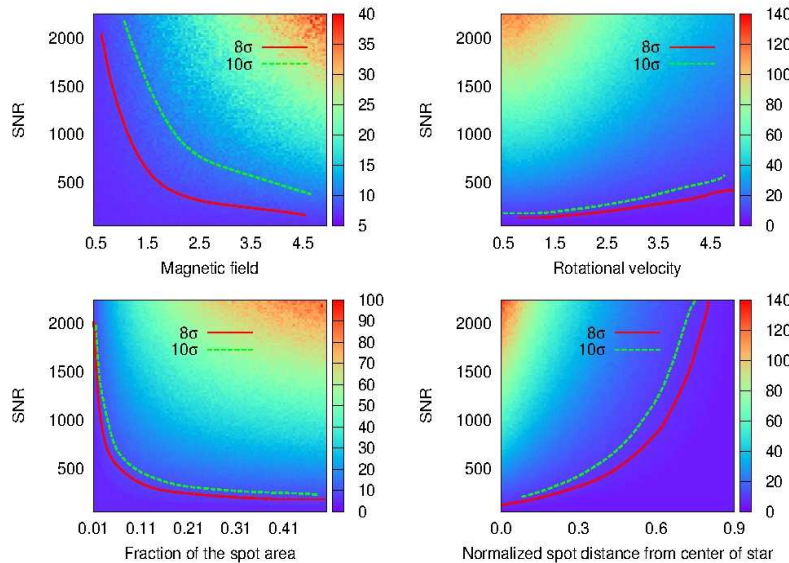 SNR
2000
1500
1000
500
8σ
10σ
40
35
30
25
20
15
10
5
0.5 1.5 2.5 3.5 4.5
Magnetic field
SNR
2000
1500
1000
500
8σ
10σ
140
120
100
80
60
40
20
0
0.5 1.5 2.5 3.5 4.5
Rotational velocity
SNR
2000
1500
1000
500
8σ
10σ
100
90
80
70
60
50
40
30
20
10
0
0.01 0.11 0.21 0.31 0.41
Fraction of the spot area
SNR
2000
1500
1000
500
8σ
10σ
140
120
100
80
60
40
20
0
0.0 0.3 0.6 0.9
Normalized spot distance from center of star